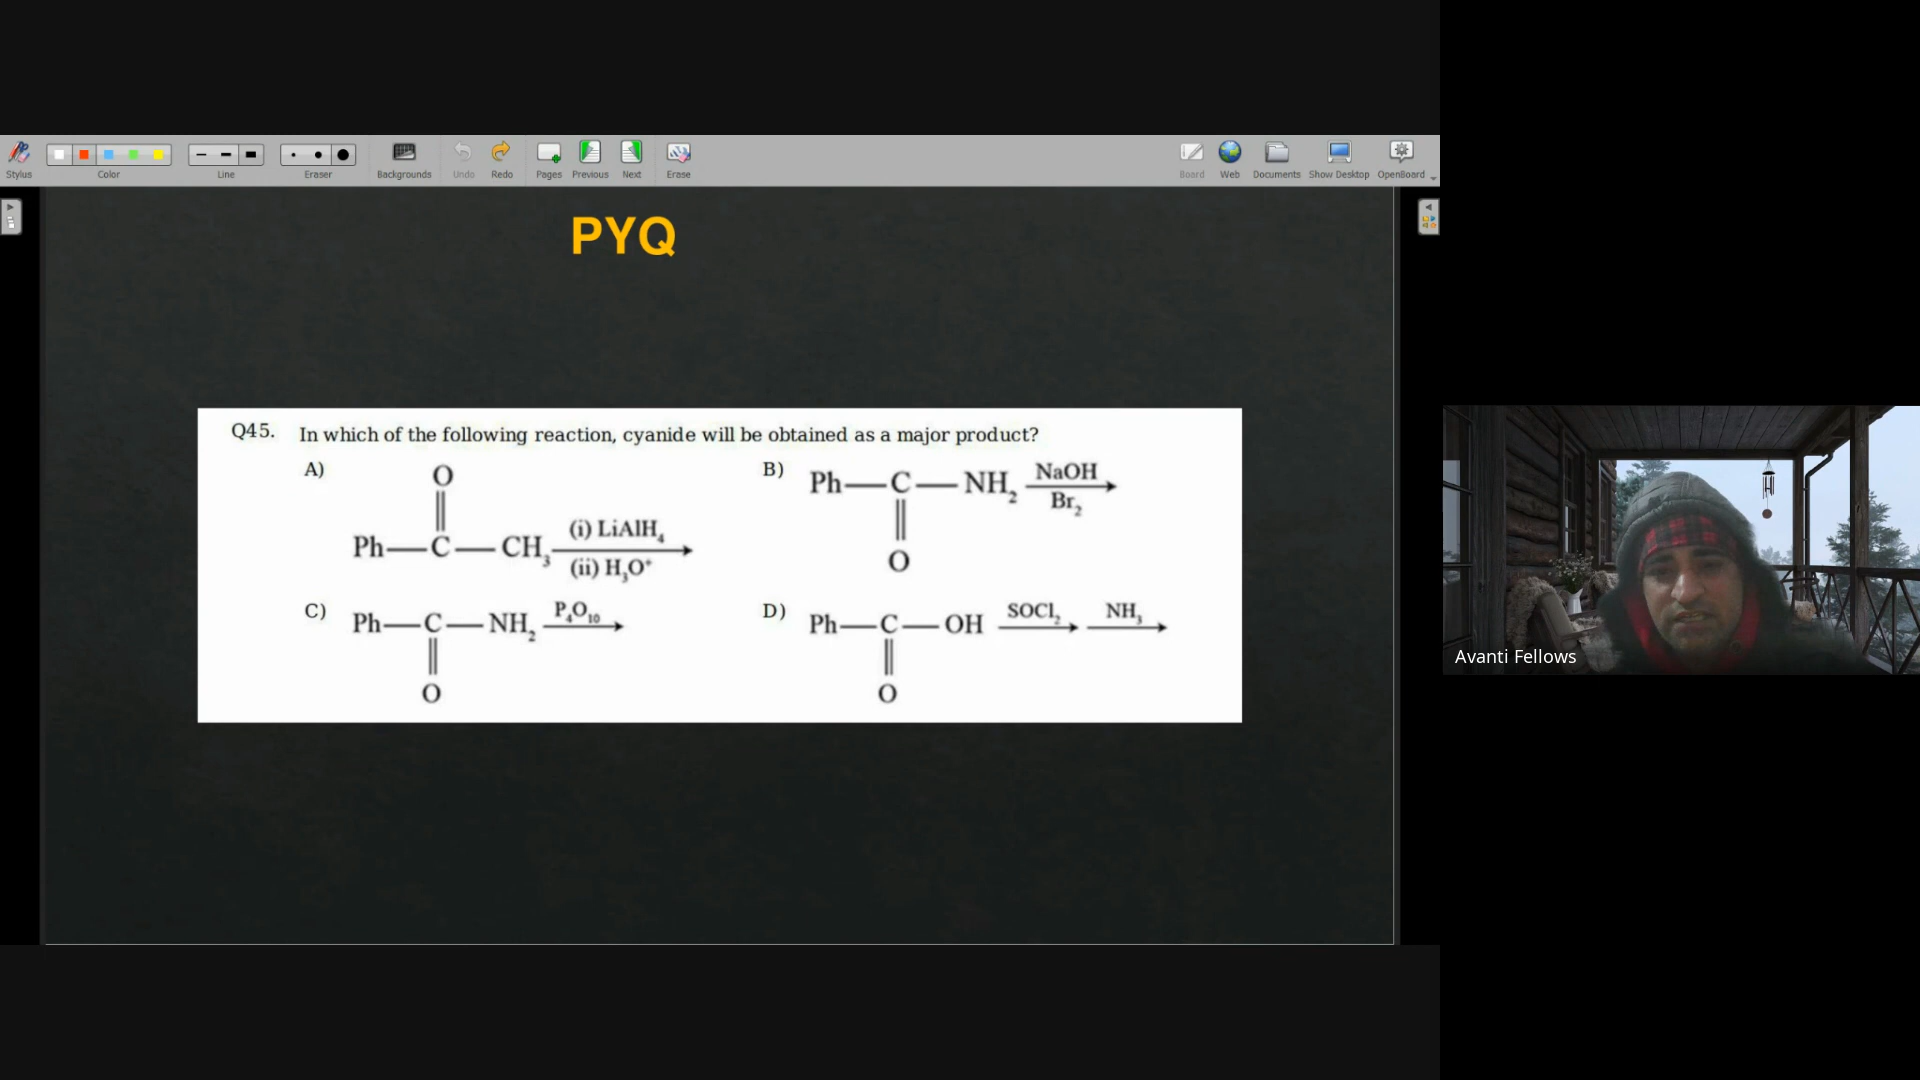 Stylus Color Line Eraser Backgrounds Undo Redo Pages Previous Next Erase Board Web Documents Show Desktop OpenBoard
PYQ
Q45. In which of the following reaction, cyanide will be obtained as a major product?
A) Ph—C(=O)—CH₃ (i) LiAlH₄ (ii) H₃O⁺
B) Ph—C(=O)—NH₂ NaOH Br₂
C) Ph—C(=O)—NH₂ P₄O₁₀
D) Ph—C(=O)—OH SOCl₂ NH₃
Avanti Fellows